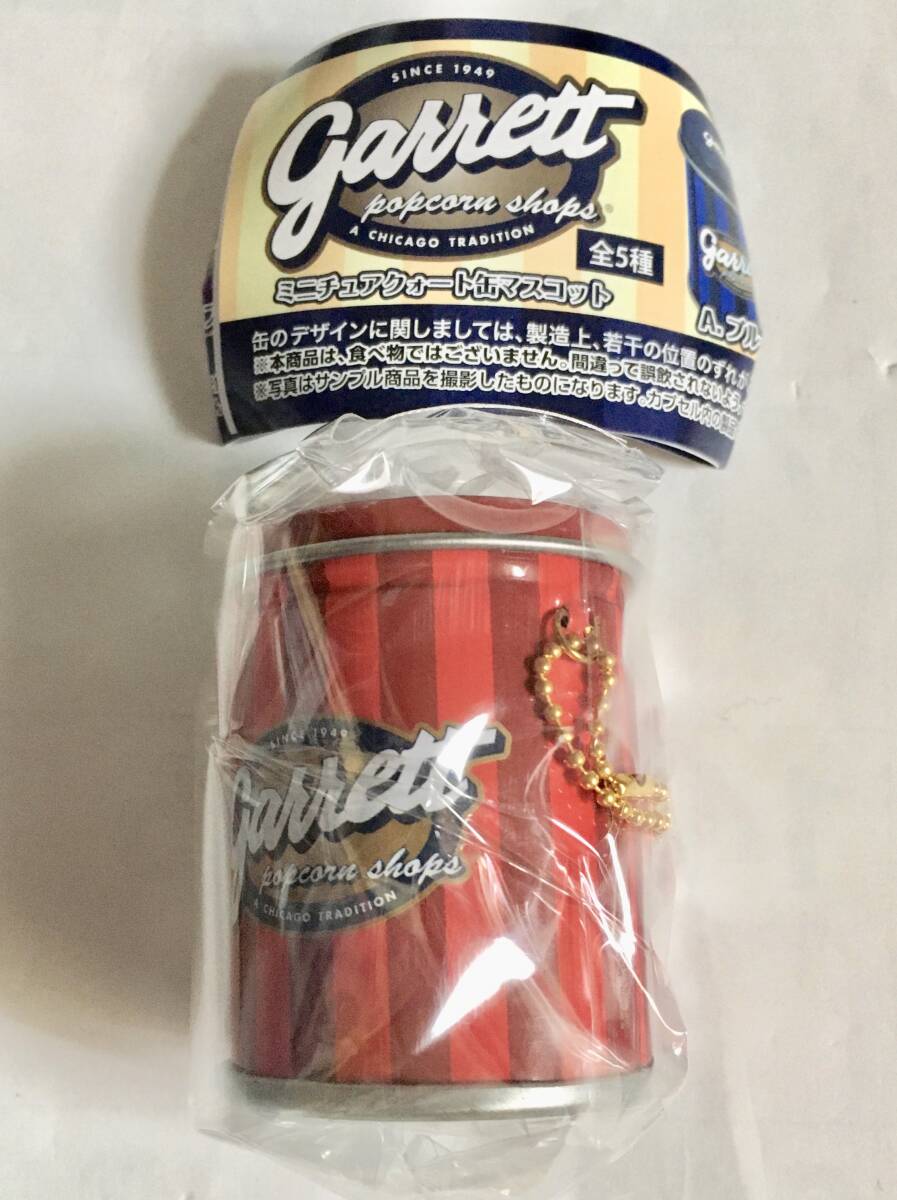 SINCE 1949
garrett
popcorn shops®
A CHICAGO TRADITION
全5種
ミニチュアクォート缶マスコット
A. ブル
缶のデザインに関しましては、製造上、若干の位置のずれが
※本商品は、食べ物ではございません。間違って誤飲されないよう
※写真はサンプル商品を撮影したものになります。カプセル内の
SINCE 1949
garrett
popcorn shops
A CHICAGO TRADITION